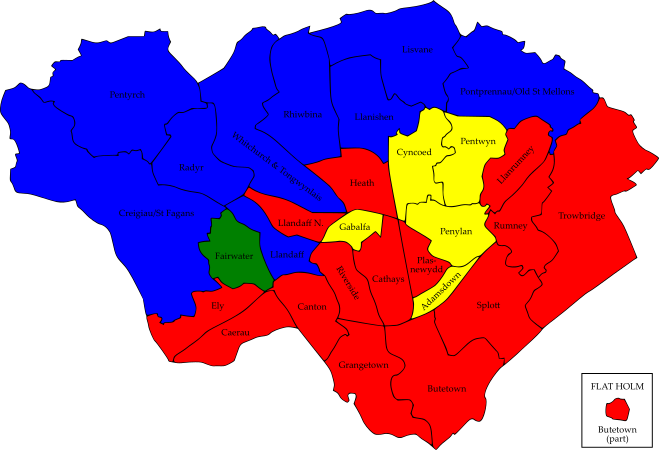 Lisvane
Pentyrch
Pontprennau/Old St Mellons
Rhiwbina
Llanishen
Pentwyn
Cyncoed
Llanrumney
Whitchurch & Tongwynlais
Radyr
Heath
Creigiau/St Fagans
Trowbridge
Llandaff N
Gabalfa
Penylan
Rumney
Fairwater
Llandaff
Plas-
newydd
Riverside
Cathays
Adamsdown
Ely
Canton
Splott
Caerau
Grangetown
Butetown
FLAT HOLM
Butetown
(part)